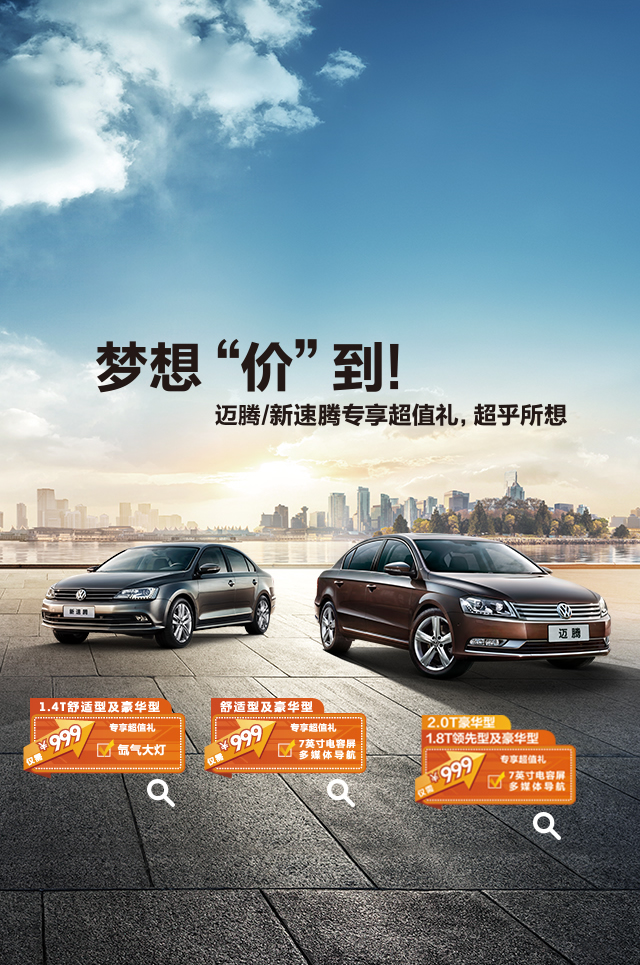 梦想“价”到!
迈腾/新速腾专享超值礼, 超乎所想
新速腾
迈腾
1.4T舒适型及豪华型
专享超值礼
仅需 ¥999
氙气大灯
舒适型及豪华型
专享超值礼
仅需 ¥999
7英寸电容屏
多媒体导航
2.0T豪华型
1.8T领先型及豪华型
专享超值礼
仅需 ¥999
7英寸电容屏
多媒体导航